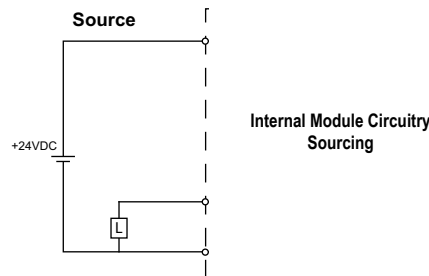 Source
Internal Module Circuitry
Sourcing
+24VDC
L